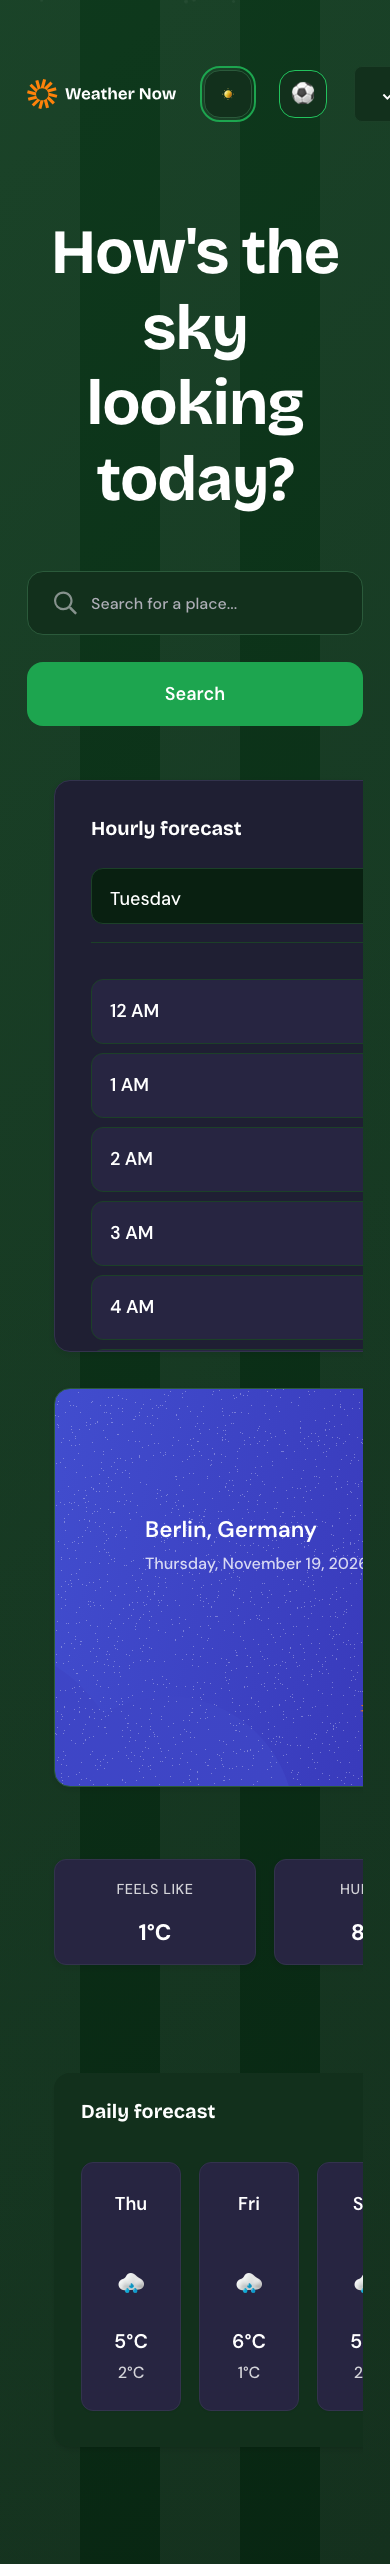 Weather Now
How's the
sky
looking
today?
Search for a place...
Search
Hourly forecast
Tuesday
12 AM
1 AM
2 AM
3 AM
4 AM
Berlin, Germany
Thursday, November 19, 2026
FEELS LIKE
1°C
8
Daily forecast
Thu
Fri
S
5°C
6°C
5
2°C
1°C
2